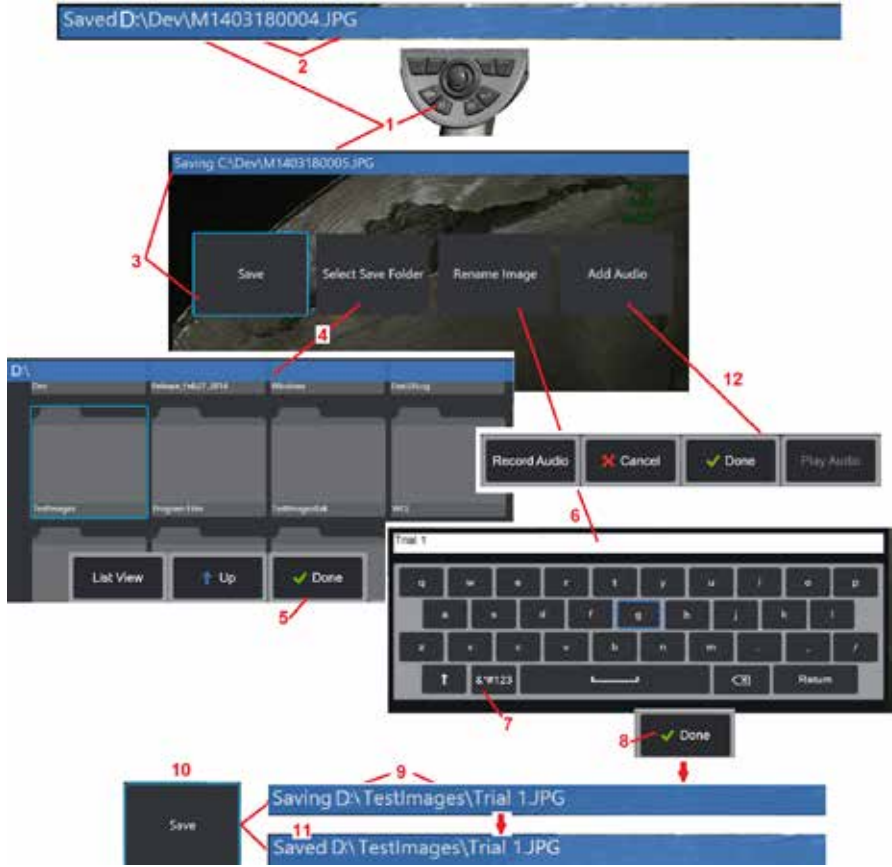 Saved D:\Dev\M1403180004.JPG
2
1
Saving C:\Dev\M1403180005.JPG
3
Save Select Save Folder Rename Image Add Audio
4
12
D:\
Dev Release_Feb27_2014 Windows
TestImages Program Files TestImagesBak
Record Audio Cancel Done Play Audio
6
Trial 1
q w e r t y u i o p
a s d f g h j k l
z x c v b n m , . /
&*#123 Return
7
List View Up Done
5
8 Done
10
9
Save
Saving D:\ TestImages\Trial 1.JPG
11
Saved D:\ TestImages\Trial 1.JPG